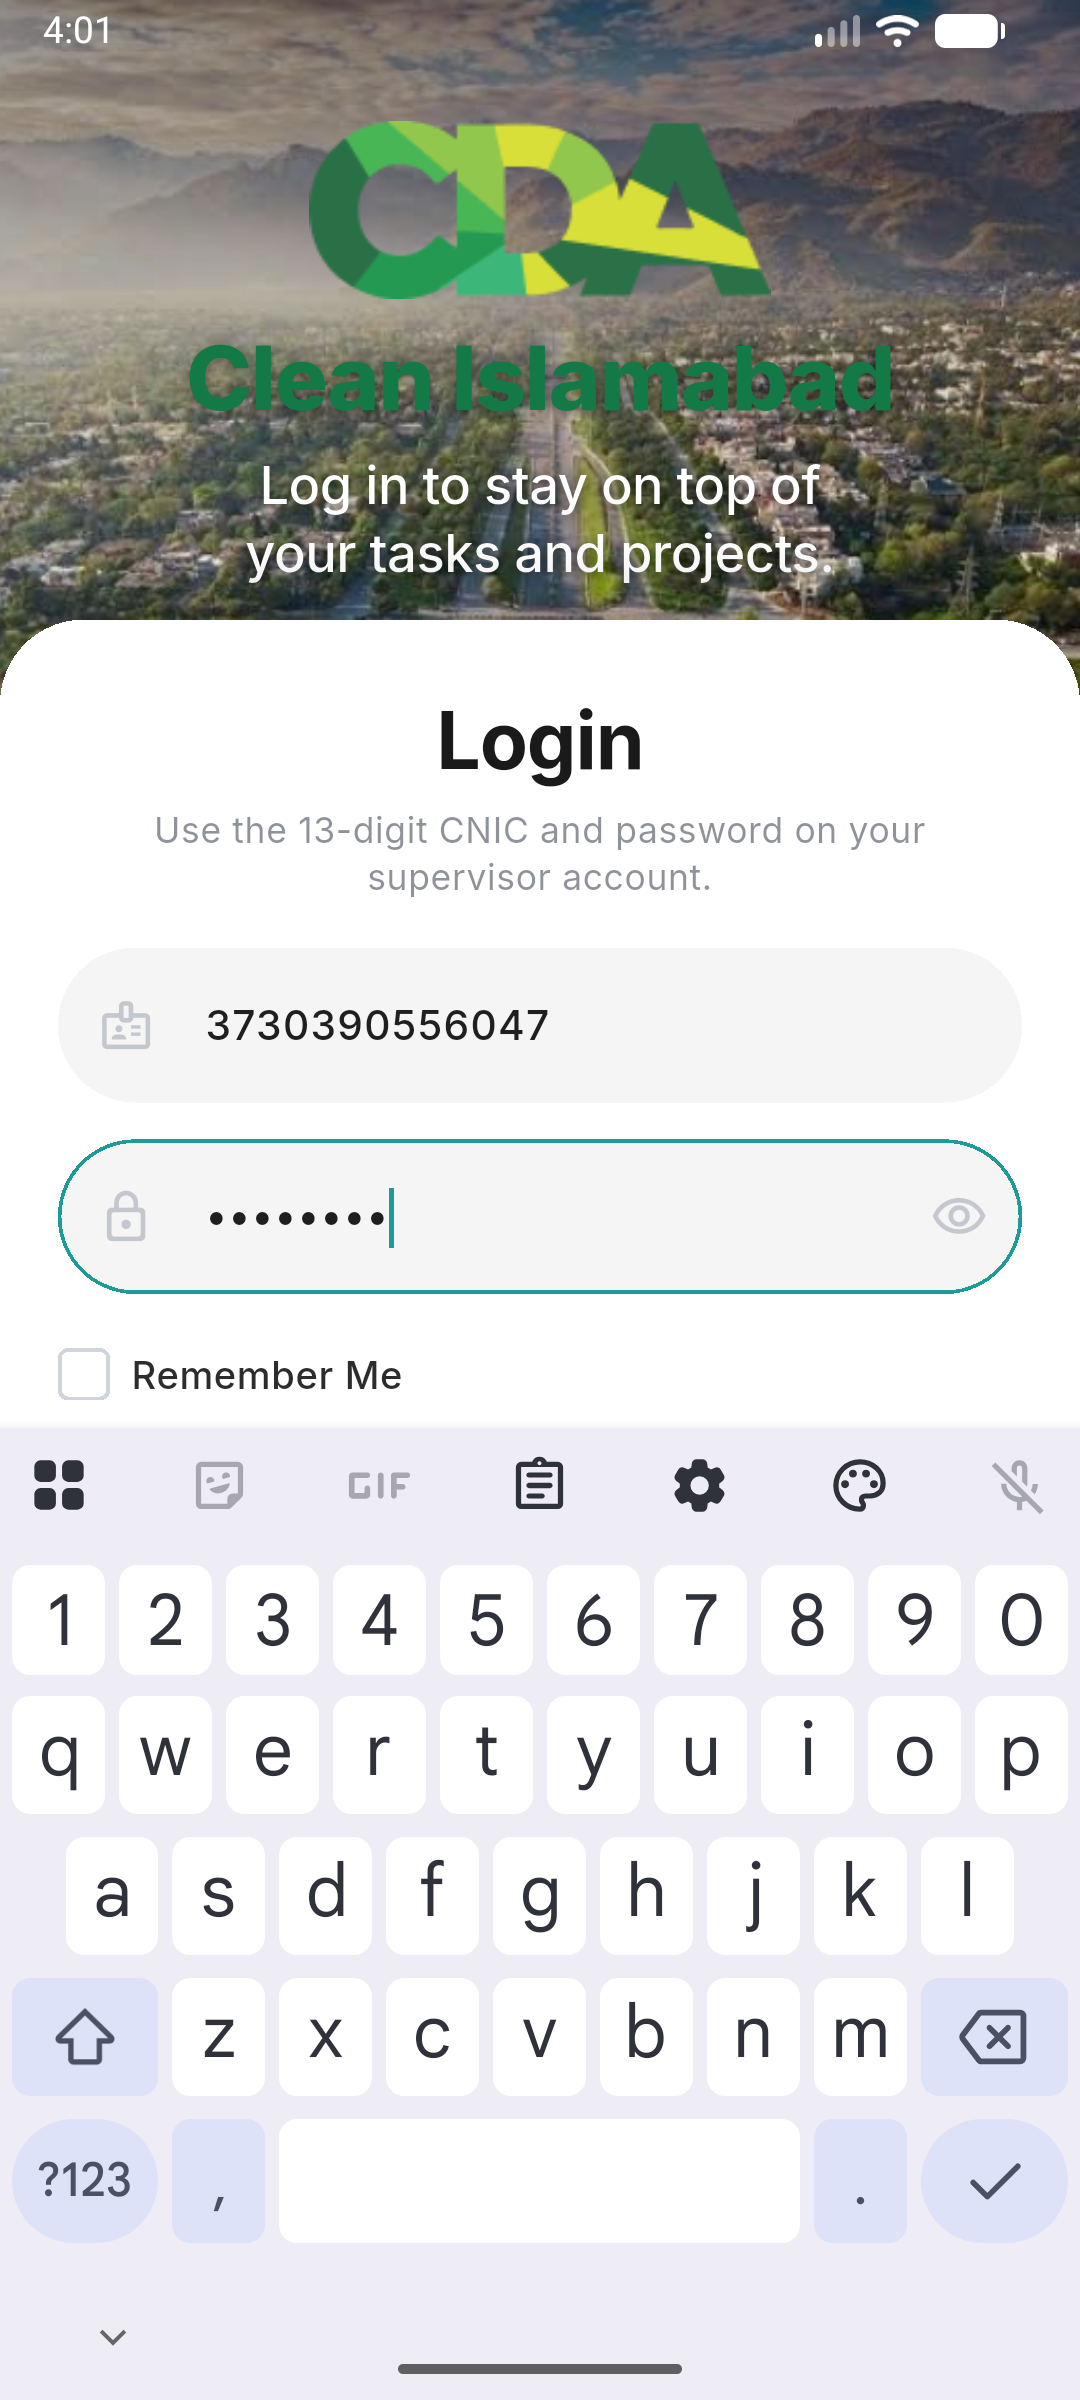 4:01
CDA
Clean Islamabad
Log in to stay on top of
your tasks and projects.
Login
Use the 13-digit CNIC and password on your
supervisor account.
3730390556047
••••••••
Remember Me
GIF
1 2 3 4 5 6 7 8 9 0
q w e r t y u i o p
a s d f g h j k l
z x c v b n m
?123 , .